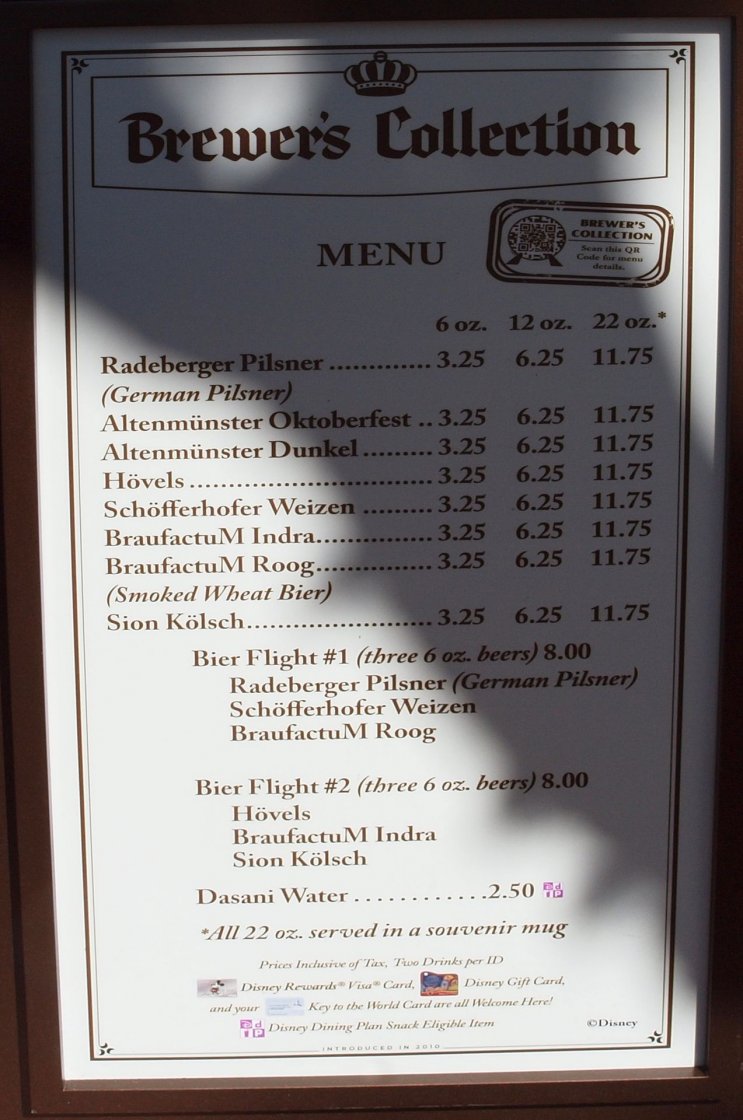 Brewer's Collection
MENU
BREWER'S
COLLECTION
Scan this QR
Code for menu
details.
6 oz. 12 oz. 22 oz.*
Radeberger Pilsner ............. 3.25 6.25 11.75
(German Pilsner)
Altenmünster Oktoberfest .. 3.25 6.25 11.75
Altenmünster Dunkel ......... 3.25 6.25 11.75
Hövels ............................... 3.25 6.25 11.75
Schöfferhofer Weizen ......... 3.25 6.25 11.75
BraufactuM Indra............... 3.25 6.25 11.75
BraufactuM Roog............... 3.25 6.25 11.75
(Smoked Wheat Bier)
Sion Kölsch........................ 3.25 6.25 11.75
Bier Flight #1 (three 6 oz. beers) 8.00
Radeberger Pilsner (German Pilsner)
Schöfferhofer Weizen
BraufactuM Roog
Bier Flight #2 (three 6 oz. beers) 8.00
Hövels
BraufactuM Indra
Sion Kölsch
Dasani Water . . . . . . . . . . . .2.50
*All 22 oz. served in a souvenir mug
Prices Inclusive of Tax, Two Drinks per ID
Disney Rewards® Visa® Card, Disney Gift Card,
and your Key to the World Card are all Welcome Here!
Disney Dining Plan Snack Eligible Item
©Disney
INTRODUCED IN 2010